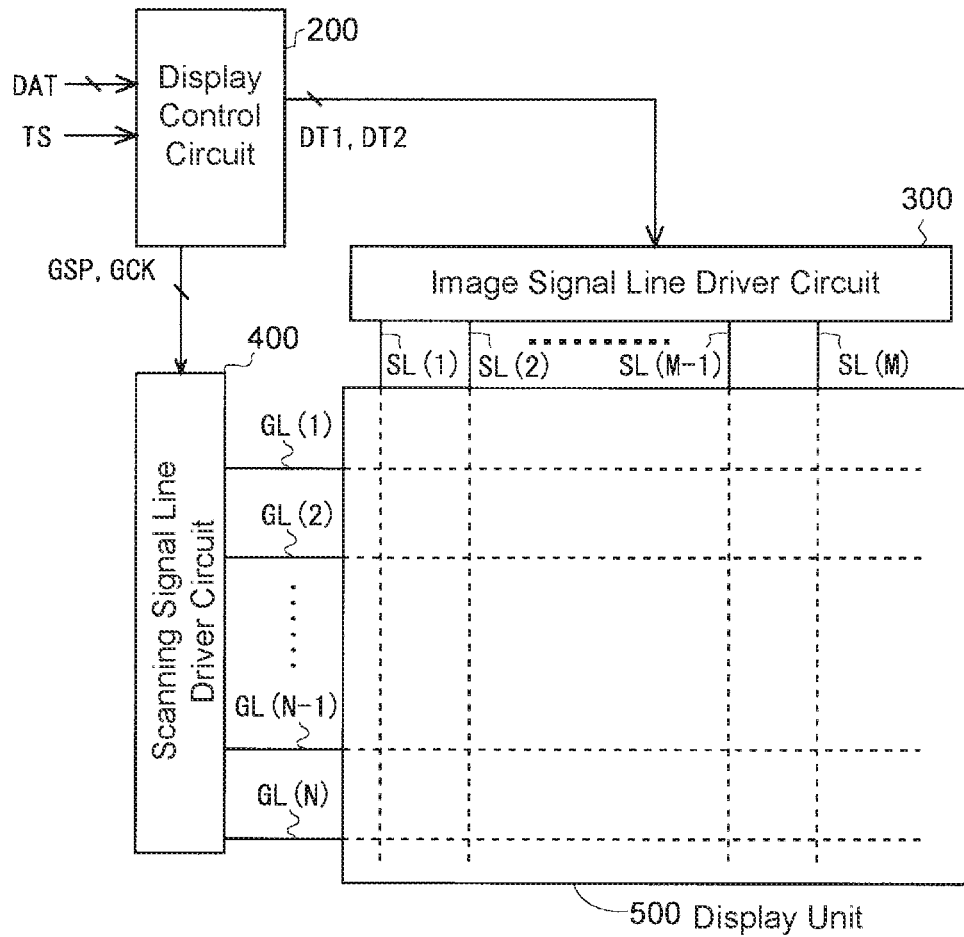 200
Display
Control
Circuit
DAT
TS
DT1, DT2
GSP, GCK
300
Image Signal Line Driver Circuit
SL(1)
SL(2)
SL(M-1)
SL(M)
400
Scanning Signal Line
Driver Circuit
GL(1)
GL(2)
GL(N-1)
GL(N)
500 Display Unit